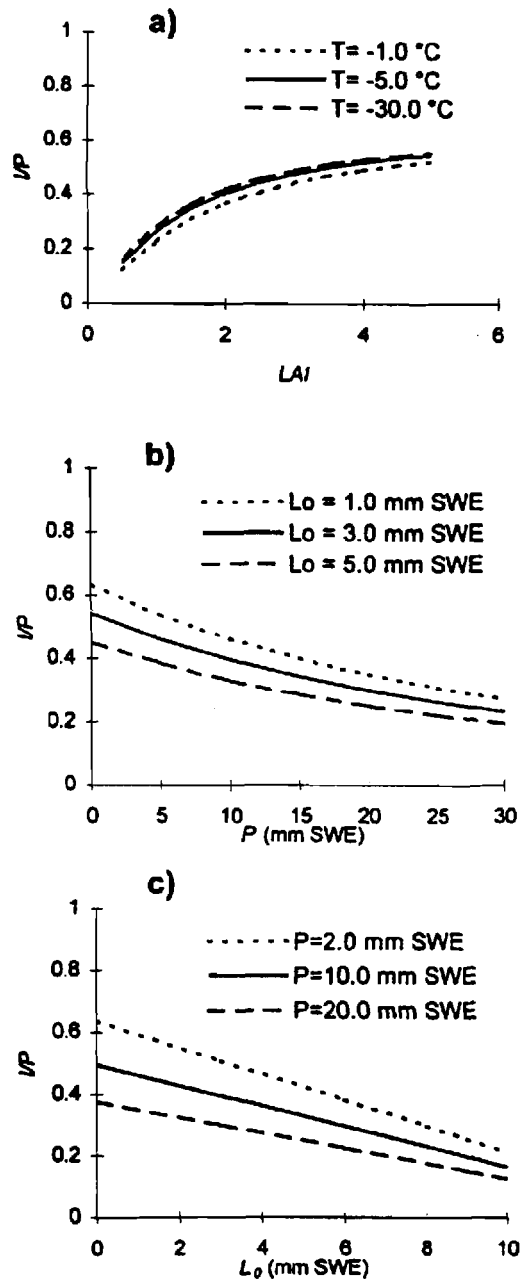 a)
T= -1.0 °C
T= -5.0 °C
T= -30.0 °C
1
0.8
0.6
0.4
0.2
0
I/P
0 2 4 6
LAI
b)
Lo = 1.0 mm SWE
Lo = 3.0 mm SWE
Lo = 5.0 mm SWE
1
0.8
0.6
0.4
0.2
0
I/P
0 5 10 15 20 25 30
P (mm SWE)
c)
P=2.0 mm SWE
P=10.0 mm SWE
P=20.0 mm SWE
1
0.8
0.6
0.4
0.2
0
I/P
0 2 4 6 8 10
L0 (mm SWE)